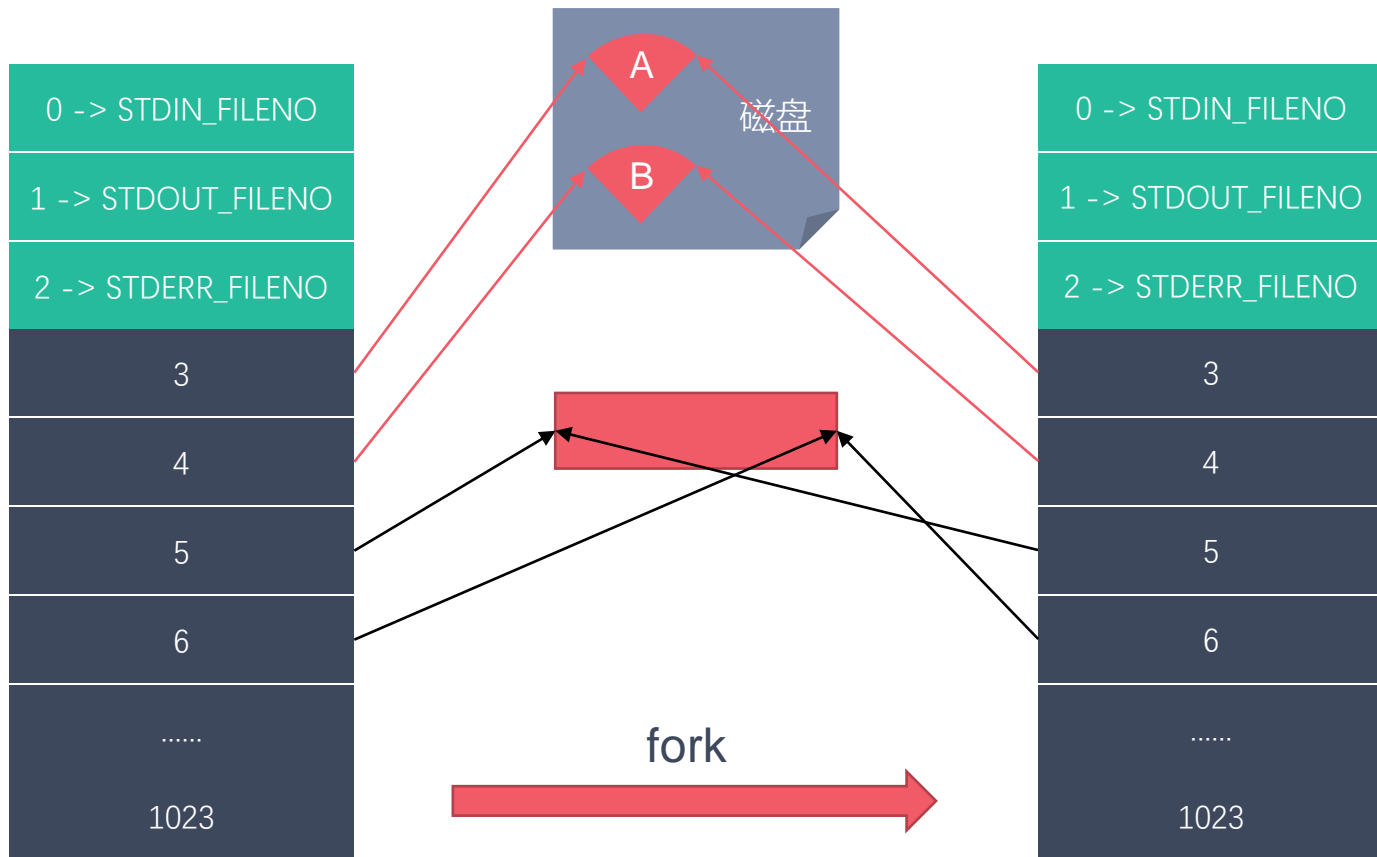 0 -> STDIN_FILENO
1 -> STDOUT_FILENO
2 -> STDERR_FILENO
3
4
5
6
......
1023
A
磁盘
B
fork
0 -> STDIN_FILENO
1 -> STDOUT_FILENO
2 -> STDERR_FILENO
3
4
5
6
......
1023